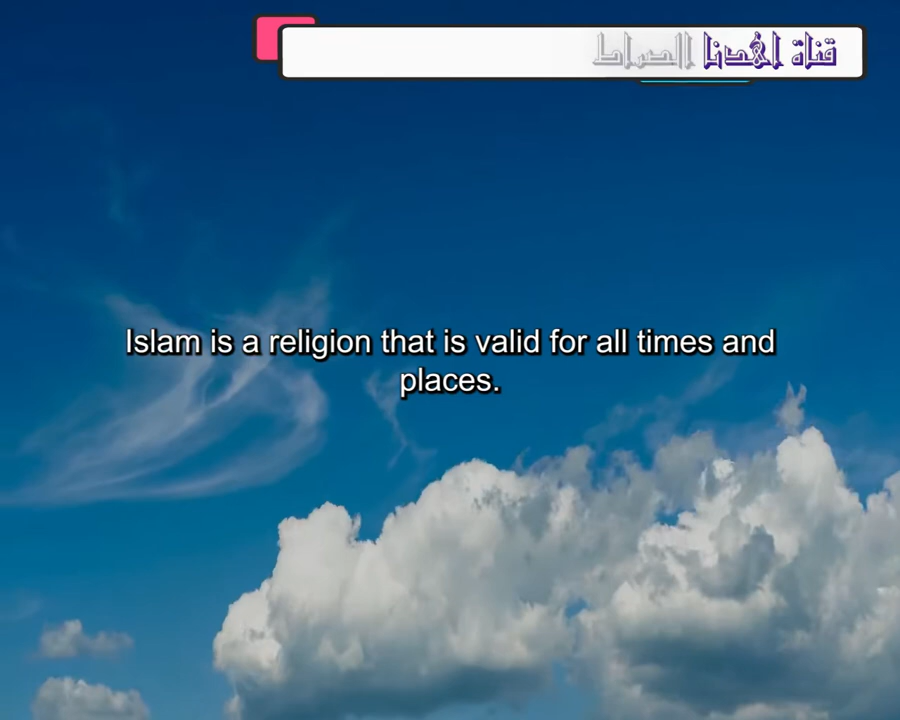 قناة اهدنا الصراط
Islam is a religion that is valid for all times and
places.